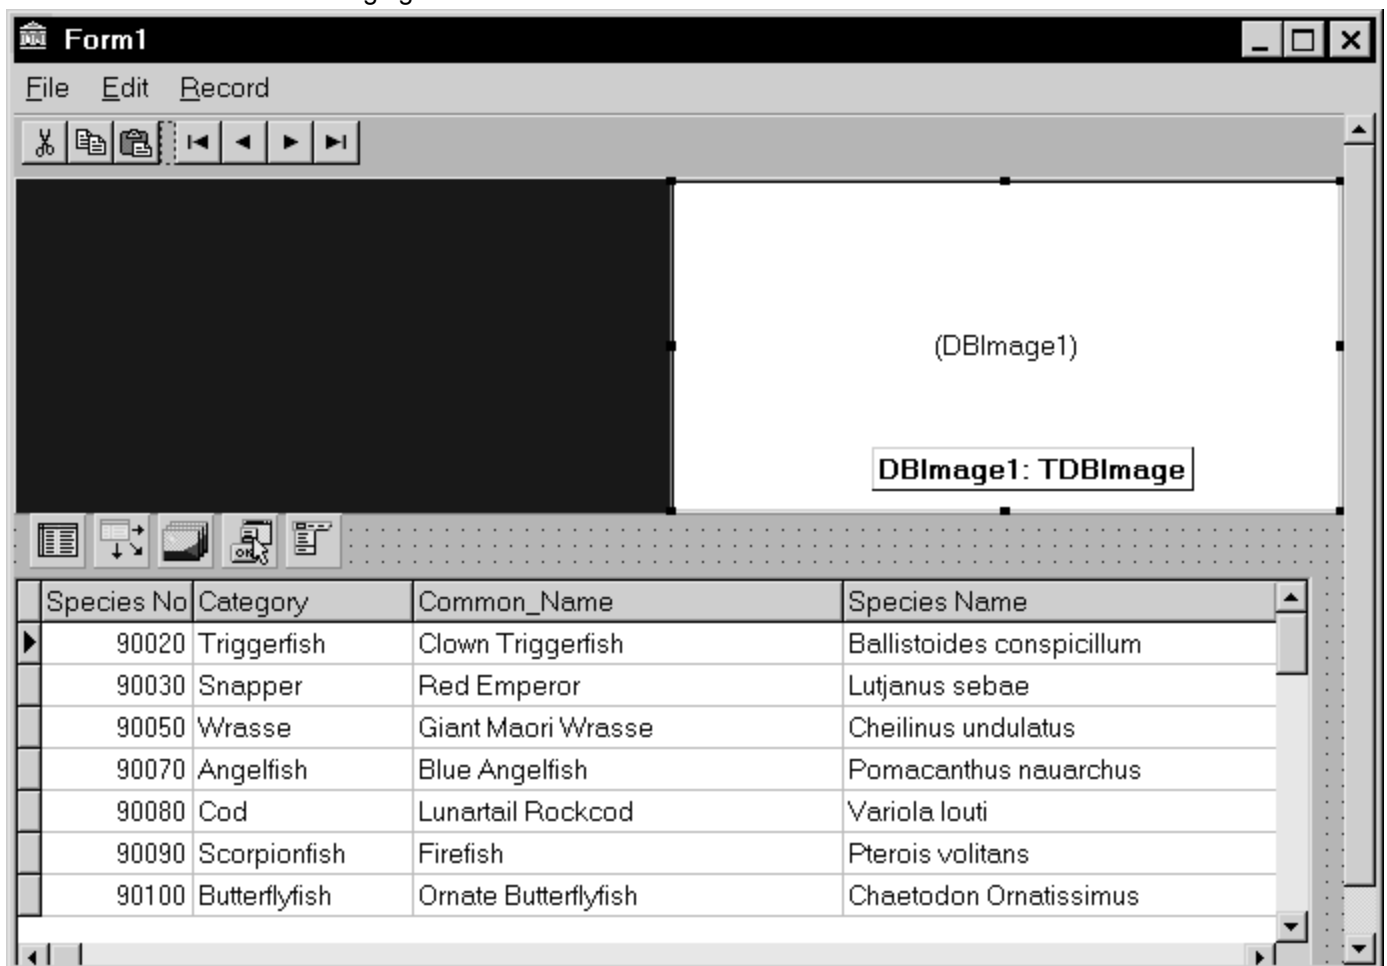 Form1
File Edit Record
(DBImage1)
DBImage1: TDBImage
OK
Species No Category Common_Name Species Name
90020 Triggerfish Clown Triggerfish Ballistoides conspicillum
90030 Snapper Red Emperor Lutjanus sebae
90050 Wrasse Giant Maori Wrasse Cheilinus undulatus
90070 Angelfish Blue Angelfish Pomacanthus nauarchus
90080 Cod Lunartail Rockcod Variola louti
90090 Scorpionfish Firefish Pterois volitans
90100 Butterflyfish Ornate Butterflyfish Chaetodon Ornatissimus